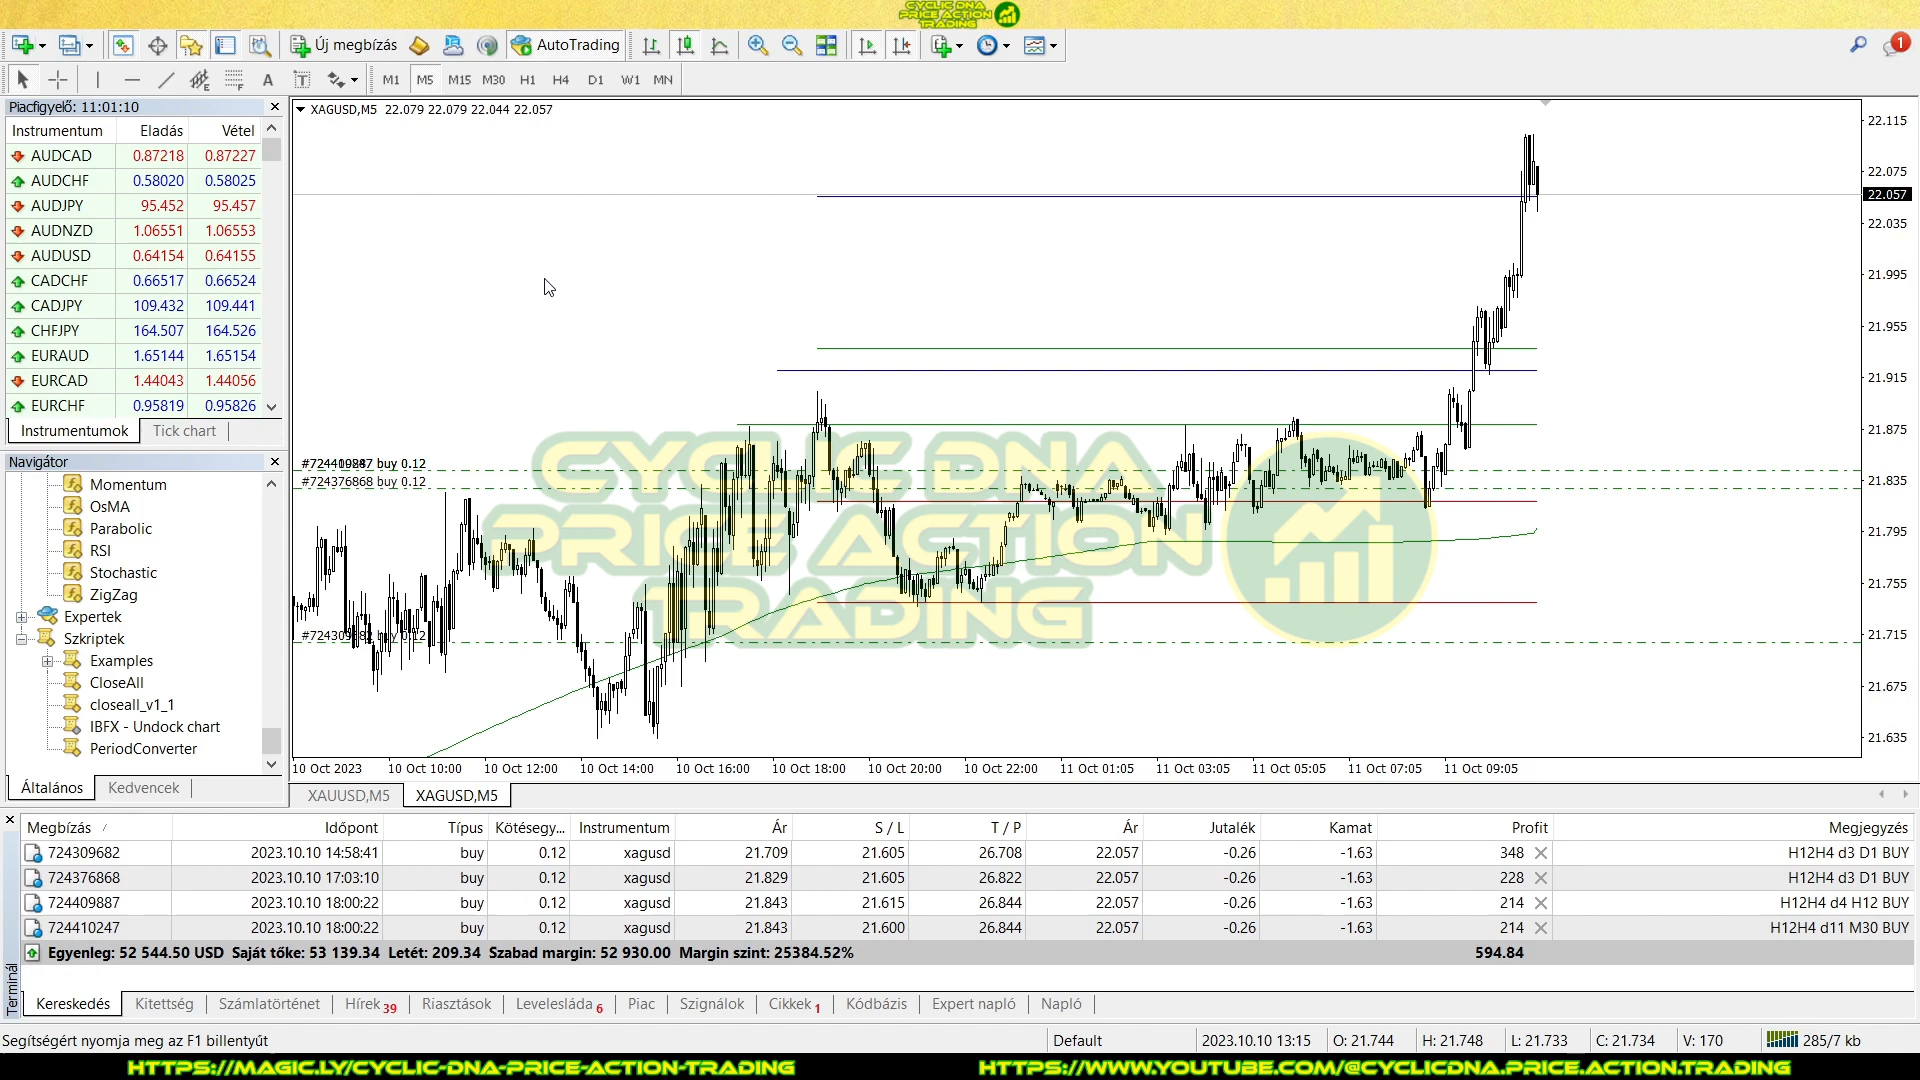 CYCLIC DNA
PRICE ACTION
TRADING
Új megbízás
AutoTrading
1
A T
M1 M5 M15 M30 H1 H4 D1 W1 MN
Piacfigyelő: 11:01:10
Instrumentum Eladás Vétel
AUDCAD 0.87218 0.87227
AUDCHF 0.58020 0.58025
AUDJPY 95.452 95.457
AUDNZD 1.06551 1.06553
AUDUSD 0.64154 0.64155
CADCHF 0.66517 0.66524
CADJPY 109.432 109.441
CHFJPY 164.507 164.526
EURAUD 1.65144 1.65154
EURCAD 1.44043 1.44056
EURCHF 0.95819 0.95826
Instrumentumok Tick chart
Navigátor
Momentum
OsMA
Parabolic
RSI
Stochastic
ZigZag
Expertek
Szkriptek
Examples
CloseAll
closeall_v1_1
IBFX - Undock chart
PeriodConverter
Általános Kedvencek
XAGUSD,M5 22.079 22.079 22.044 22.057
22.115
22.075
22.057
22.035
21.995
21.955
21.915
21.875
21.835
21.795
21.755
21.715
21.675
21.635
buy 0.12
#724376868 buy 0.12
#724309682 buy 0.12
CYCLIC DNA
PRICE ACTION
TRADING
10 Oct 2023 10 Oct 10:00 10 Oct 12:00 10 Oct 14:00 10 Oct 16:00 10 Oct 18:00 10 Oct 20:00 10 Oct 22:00 11 Oct 01:05 11 Oct 03:05 11 Oct 05:05 11 Oct 07:05 11 Oct 09:05
XAUUSD,M5 XAGUSD,M5
Megbízás / Időpont Típus Kötésegy... Instrumentum Ár S / L T / P Ár Jutalék Kamat Profit Megjegyzés
724309682 2023.10.10 14:58:41 buy 0.12 xagusd 21.709 21.605 26.708 22.057 -0.26 -1.63 348 H12H4 d3 D1 BUY
724376868 2023.10.10 17:03:10 buy 0.12 xagusd 21.829 21.605 26.822 22.057 -0.26 -1.63 228 H12H4 d3 D1 BUY
724409887 2023.10.10 18:00:22 buy 0.12 xagusd 21.843 21.615 26.844 22.057 -0.26 -1.63 214 H12H4 d4 H12 BUY
724410247 2023.10.10 18:00:22 buy 0.12 xagusd 21.843 21.600 26.844 22.057 -0.26 -1.63 214 H12H4 d11 M30 BUY
Egyenleg: 52 544.50 USD Saját tőke: 53 139.34 Letét: 209.34 Szabad margin: 52 930.00 Margin szint: 25384.52% 594.84
Terminál
Kereskedés Kitettség Számlatörténet Hírek 39 Riasztások Levelesláda 6 Piac Szignálok Cikkek 1 Kódbázis Expert napló Napló
Segítségért nyomja meg az F1 billentyűt Default 2023.10.10 13:15 O: 21.744 H: 21.748 L: 21.733 C: 21.734 V: 170 285/7 kb
HTTPS://MAGIC.LY/CYCLIC-DNA-PRICE-ACTION-TRADING HTTPS://WWW.YOUTUBE.COM/@CYCLICDNA.PRICE.ACTION.TRADING